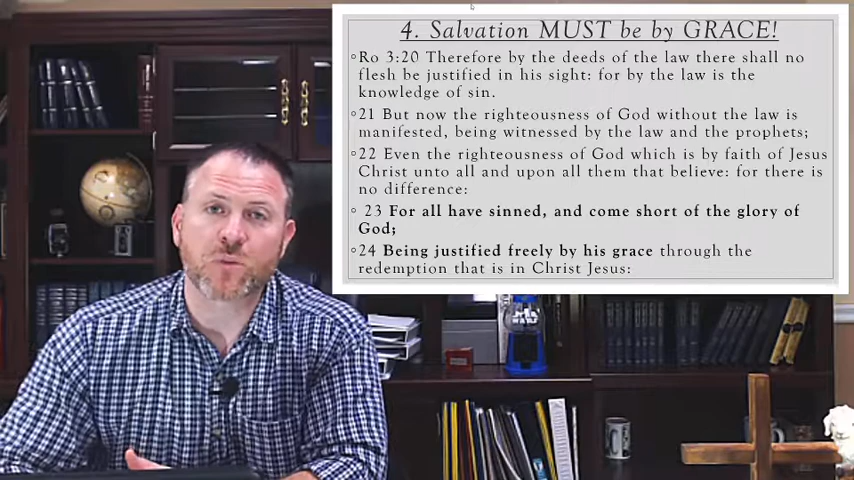 4. Salvation MUST be by GRACE!
▫Ro 3:20 Therefore by the deeds of the law there shall no
flesh be justified in his sight: for by the law is the
knowledge of sin.
▫21 But now the righteousness of God without the law is
manifested, being witnessed by the law and the prophets;
▫22 Even the righteousness of God which is by faith of Jesus
Christ unto all and upon all them that believe: for there is
no difference:
▫ 23 For all have sinned, and come short of the glory of
God;
▫24 Being justified freely by his grace through the
redemption that is in Christ Jesus: